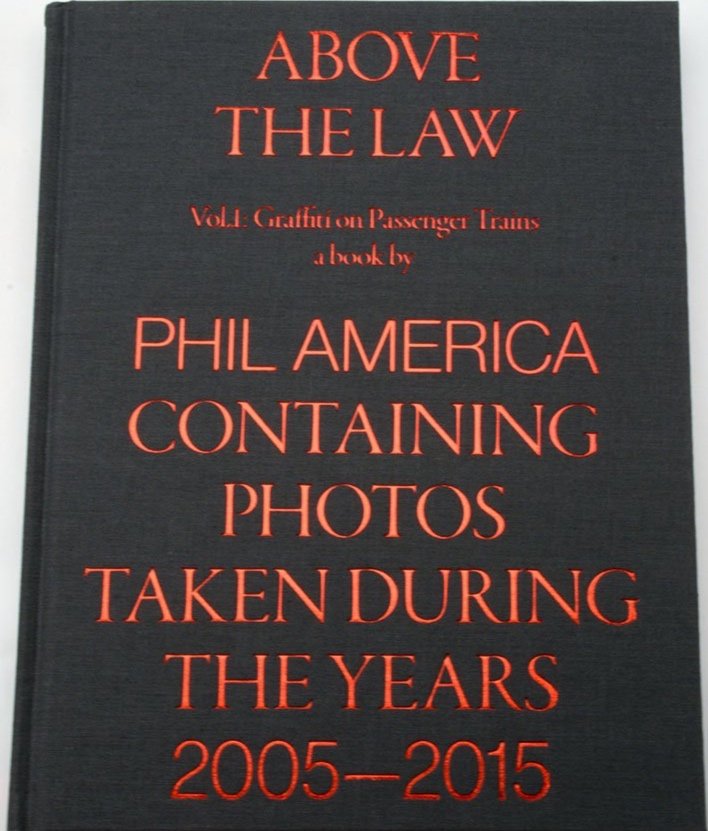 ABOVE
THE LAW
Vol.I: Graffiti on Passenger Trains
a book by
PHIL AMERICA
CONTAINING
PHOTOS
TAKEN DURING
THE YEARS
2005—2015